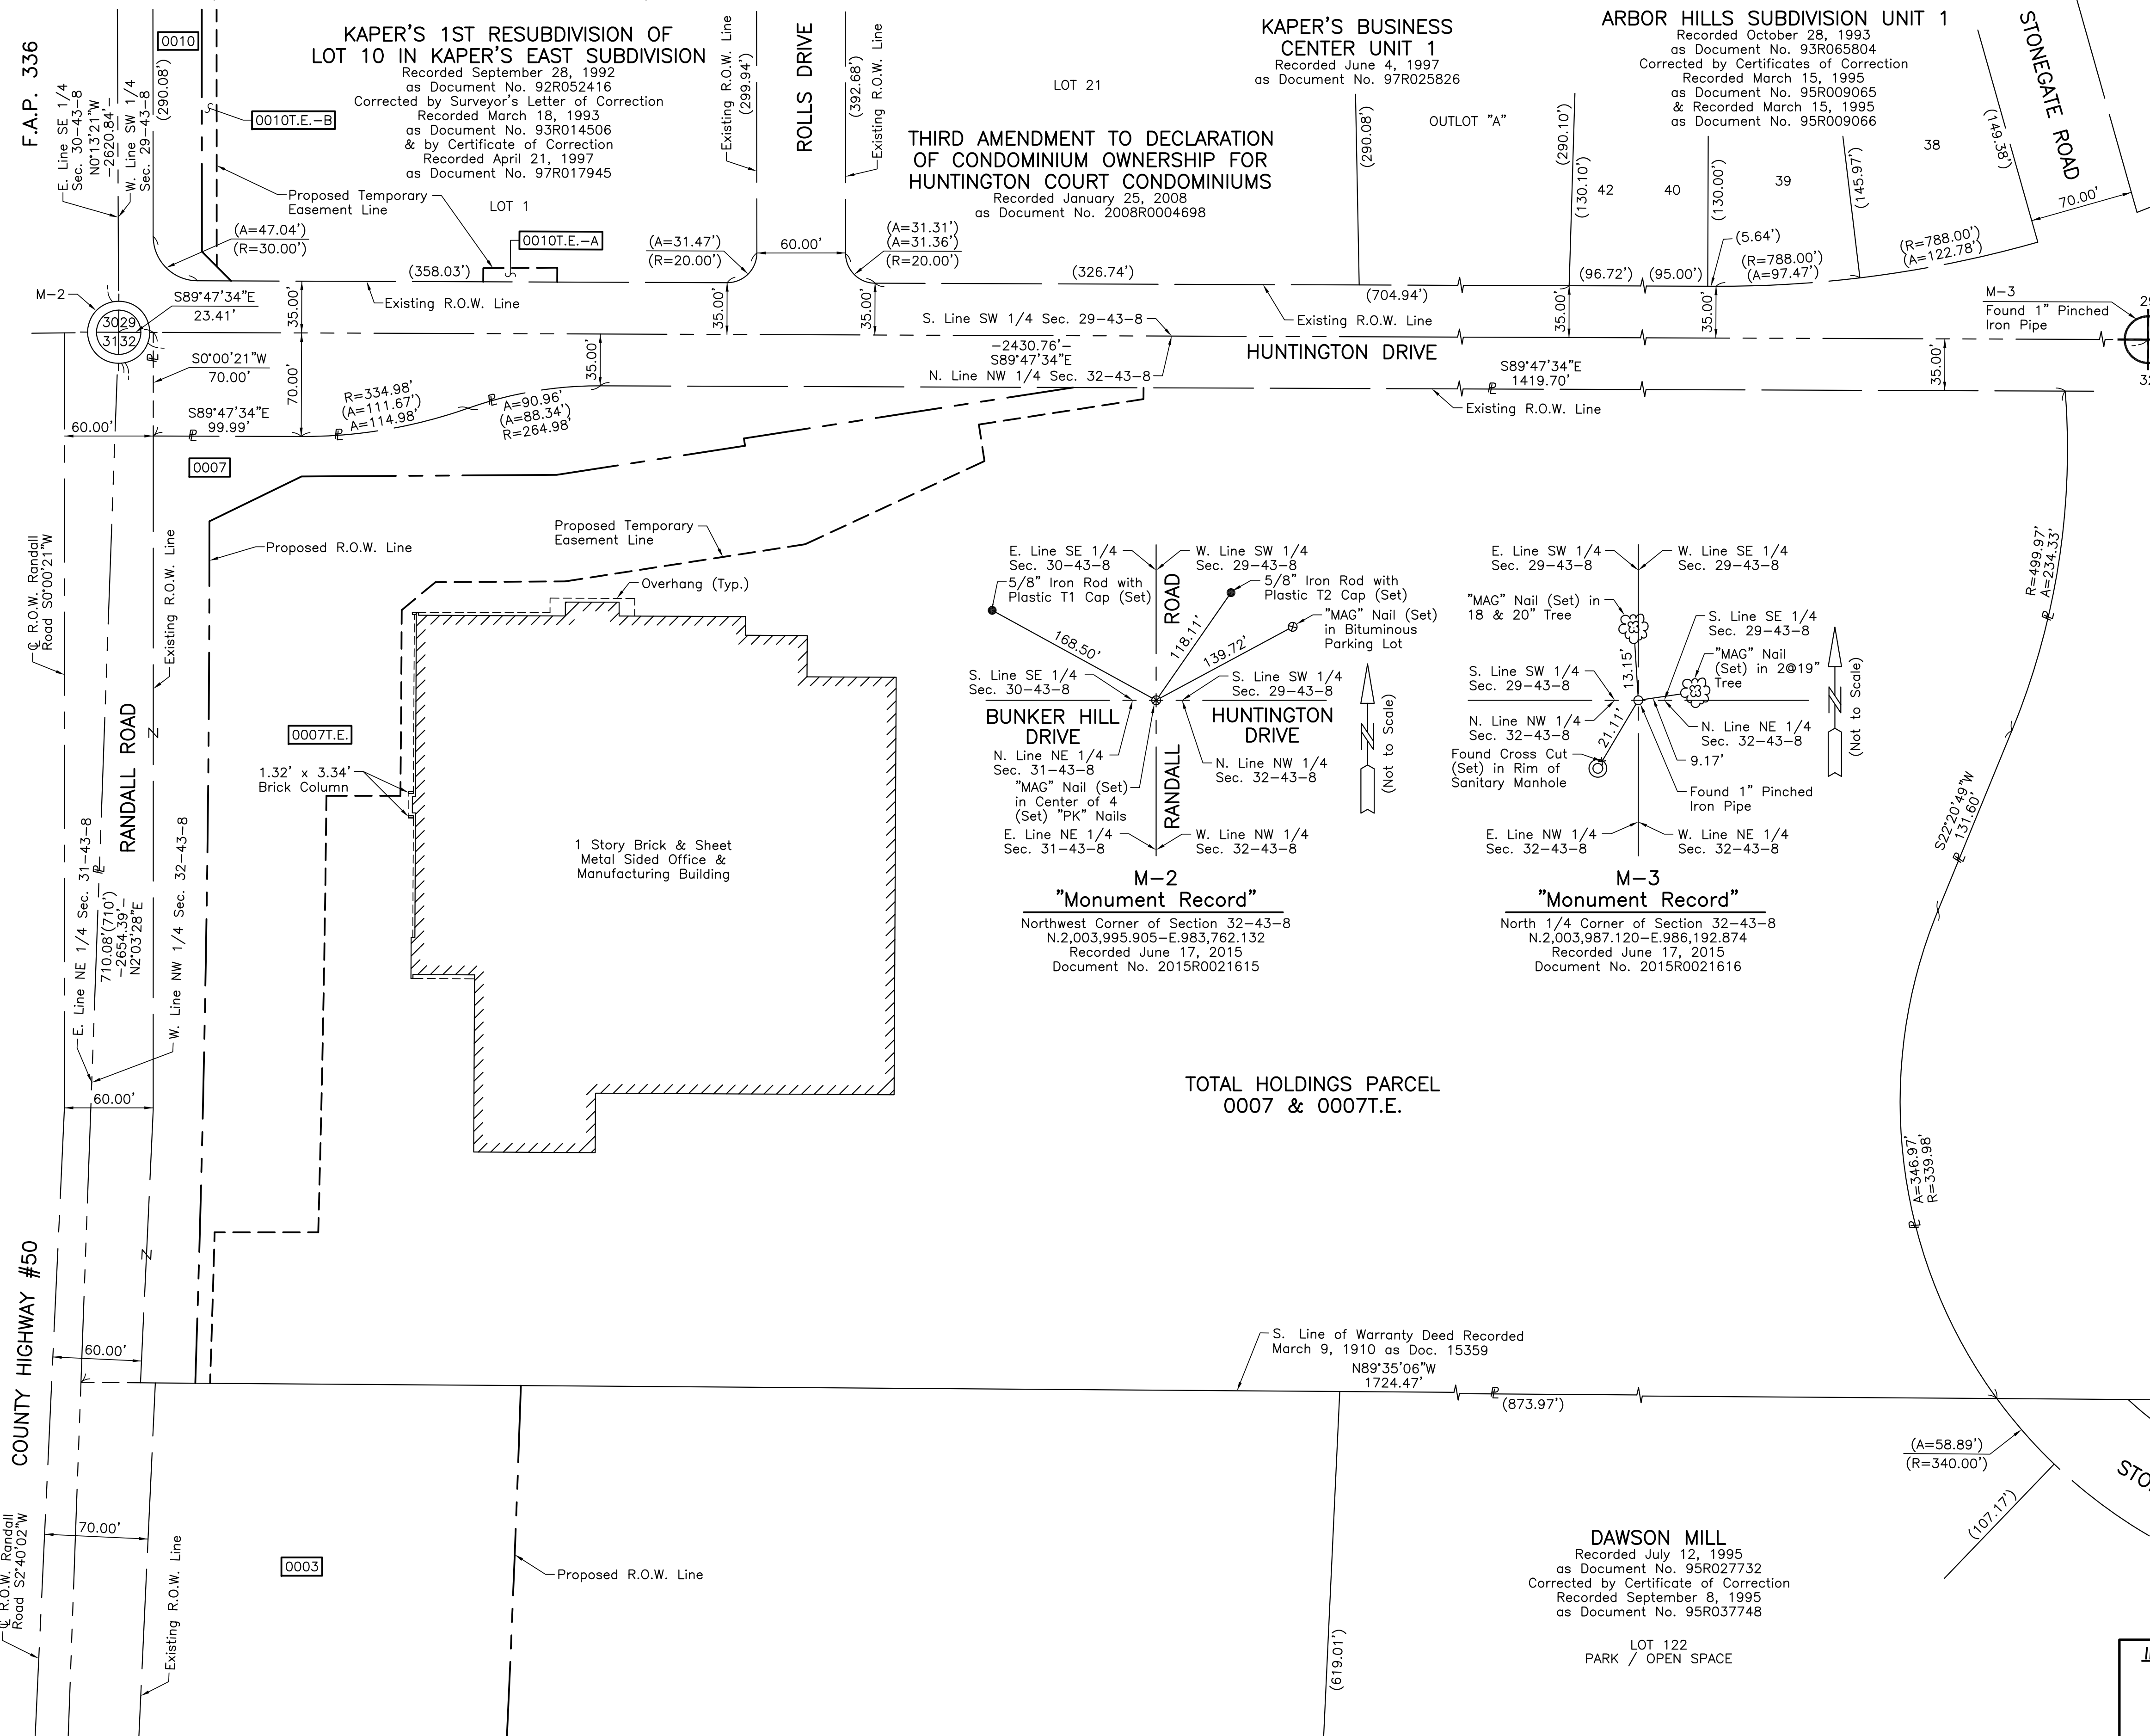 F.A.P. 336
E. Line SE 1/4
Sec. 30-43-8
N0°13'21"W
-2620.84'-
W. Line SW 1/4
Sec. 29-43-8
(290.08')
0010
0010T.E.-B
KAPER'S 1ST RESUBDIVISION OF
LOT 10 IN KAPER'S EAST SUBDIVISION
Recorded September 28, 1992
as Document No. 92R052416
Corrected by Surveyor's Letter of Correction
Recorded March 18, 1993
as Document No. 93R014506
& by Certificate of Correction
Recorded April 21, 1997
as Document No. 97R017945
Proposed Temporary
Easement Line
LOT 1
0010T.E.-A
(A=47.04')
(R=30.00')
(358.03')
Existing R.O.W. Line
Existing R.O.W. Line
(299.94')
ROLLS DRIVE
(392.68')
Existing R.O.W. Line
(A=31.47')
(R=20.00')
60.00'
(A=31.31')
(A=31.36')
(R=20.00')
LOT 21
THIRD AMENDMENT TO DECLARATION
OF CONDOMINIUM OWNERSHIP FOR
HUNTINGTON COURT CONDOMINIUMS
Recorded January 25, 2008
as Document No. 2008R0004698
(326.74')
KAPER'S BUSINESS
CENTER UNIT 1
Recorded June 4, 1997
as Document No. 97R025826
(290.08')
OUTLOT "A"
(290.10')
(130.10')
(704.94')
Existing R.O.W. Line
ARBOR HILLS SUBDIVISION UNIT 1
Recorded October 28, 1993
as Document No. 93R065804
Corrected by Certificates of Correction
Recorded March 15, 1995
as Document No. 95R009065
& Recorded March 15, 1995
as Document No. 95R009066
42
40
(130.00')
39
(145.97')
38
(149.38')
STONEGATE ROAD
70.00'
(5.64')
(96.72')
(95.00')
(R=788.00')
(A=97.47')
(R=788.00')
(A=122.78')
M-3
Found 1" Pinched
Iron Pipe
M-2
30 29
31 32
S89°47'34"E
23.41'
35.00'
35.00'
35.00'
35.00'
35.00'
S. Line SW 1/4 Sec. 29-43-8
-2430.76'-
S89°47'34"E
N. Line NW 1/4 Sec. 32-43-8
HUNTINGTON DRIVE
S89°47'34"E
1419.70'
Existing R.O.W. Line
35.00'
35.00'
S0°00'21"W
70.00'
70.00'
S89°47'34"E
99.99'
60.00'
R=334.98'
(A=111.67')
A=114.98'
A=90.96'
(A=88.34')
R=264.98'
0007
Proposed R.O.W. Line
Proposed Temporary
Easement Line
Overhang (Typ.)
℄ R.O.W. Randall
Road S0°00'21"W
Existing R.O.W. Line
RANDALL ROAD
0007T.E.
1.32' x 3.34'
Brick Column
1 Story Brick & Sheet
Metal Sided Office &
Manufacturing Building
E. Line NE 1/4 Sec. 31-43-8
710.08'(710')
-2654.39'-
N2°03'28"E
W. Line NW 1/4 Sec. 32-43-8
60.00'
E. Line SE 1/4
Sec. 30-43-8
W. Line SW 1/4
Sec. 29-43-8
5/8" Iron Rod with
Plastic T1 Cap (Set)
ROAD
5/8" Iron Rod with
Plastic T2 Cap (Set)
"MAG" Nail (Set)
in Bituminous
Parking Lot
168.50'
118.11'
139.72'
S. Line SE 1/4
Sec. 30-43-8
S. Line SW 1/4
Sec. 29-43-8
BUNKER HILL
DRIVE
HUNTINGTON
DRIVE
N. Line NE 1/4
Sec. 31-43-8
N. Line NW 1/4
Sec. 32-43-8
"MAG" Nail (Set)
in Center of 4
(Set) "PK" Nails
RANDALL
E. Line NE 1/4
Sec. 31-43-8
W. Line NW 1/4
Sec. 32-43-8
N
(Not to Scale)
M-2
"Monument Record"
Northwest Corner of Section 32-43-8
N.2,003,995.905-E.983,762.132
Recorded June 17, 2015
Document No. 2015R0021615
E. Line SW 1/4
Sec. 29-43-8
W. Line SE 1/4
Sec. 29-43-8
"MAG" Nail (Set) in
18 & 20" Tree
S. Line SE 1/4
Sec. 29-43-8
13.15'
"MAG" Nail
(Set) in 2@19"
Tree
S. Line SW 1/4
Sec. 29-43-8
N. Line NW 1/4
Sec. 32-43-8
N. Line NE 1/4
Sec. 32-43-8
21.11'
9.17'
Found Cross Cut
(Set) in Rim of
Sanitary Manhole
Found 1" Pinched
Iron Pipe
E. Line NW 1/4
Sec. 32-43-8
W. Line NE 1/4
Sec. 32-43-8
N
(Not to Scale)
M-3
"Monument Record"
North 1/4 Corner of Section 32-43-8
N.2,003,987.120-E.986,192.874
Recorded June 17, 2015
Document No. 2015R0021616
R=499.97'
A=234.33'
S22°20'49"W
131.60'
A=346.97'
R=339.98'
TOTAL HOLDINGS PARCEL
0007 & 0007T.E.
COUNTY HIGHWAY #50
60.00'
S. Line of Warranty Deed Recorded
March 9, 1910 as Doc. 15359
N89°35'06"W
1724.47'
(873.97')
(A=58.89')
(R=340.00')
(107.17')
STO
70.00'
℄ R.O.W. Randall
Road S2°40'02"W
Existing R.O.W. Line
0003
Proposed R.O.W. Line
(619.01')
DAWSON MILL
Recorded July 12, 1995
as Document No. 95R027732
Corrected by Certificate of Correction
Recorded September 8, 1995
as Document No. 95R037748
LOT 122
PARK / OPEN SPACE